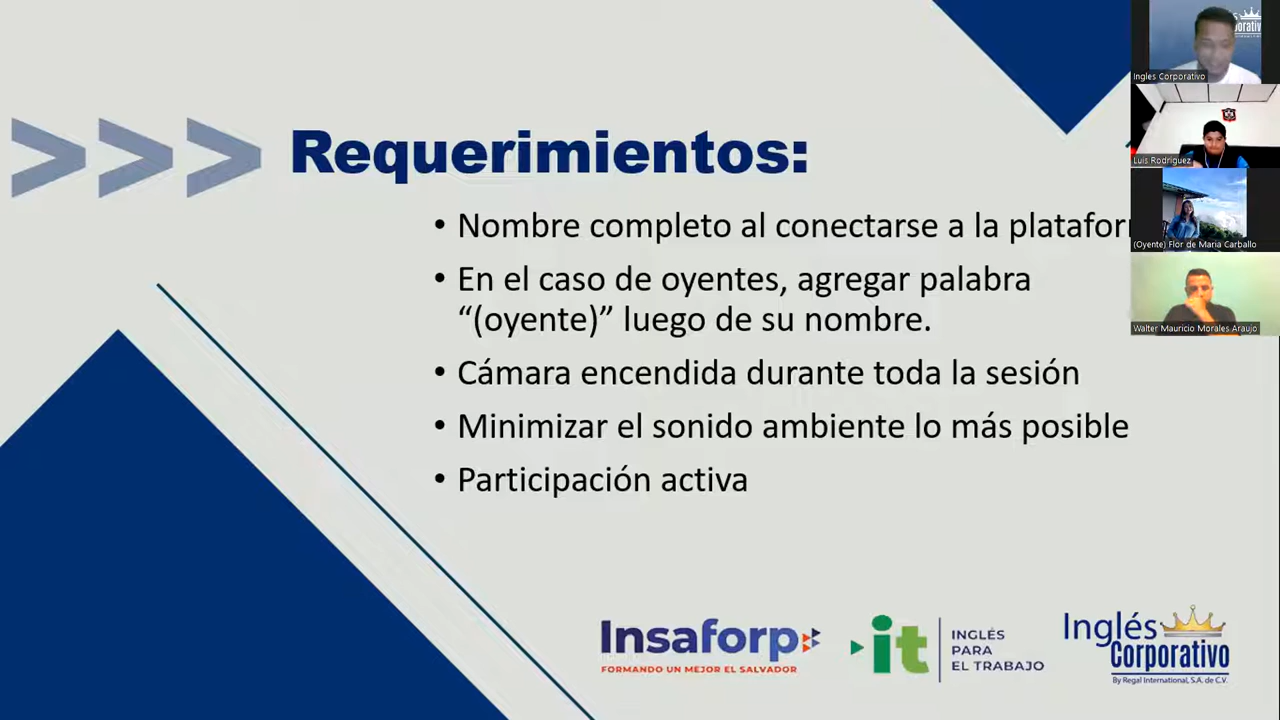 Requerimientos:
• Nombre completo al conectarse a la platafor
• En el caso de oyentes, agregar palabra
“(oyente)” luego de su nombre.
• Cámara encendida durante toda la sesión
• Minimizar el sonido ambiente lo más posible
• Participación activa
Ingles Corporativo
Luis Rodriguez
(Oyente) Flor de Maria Carballo
Walter Mauricio Morales Araujo
Insaforp
FORMANDO UN MEJOR EL SALVADOR
it
INGLÉS
PARA
EL TRABAJO
Inglés
Corporativo
By Regal International, S.A. de C.V.